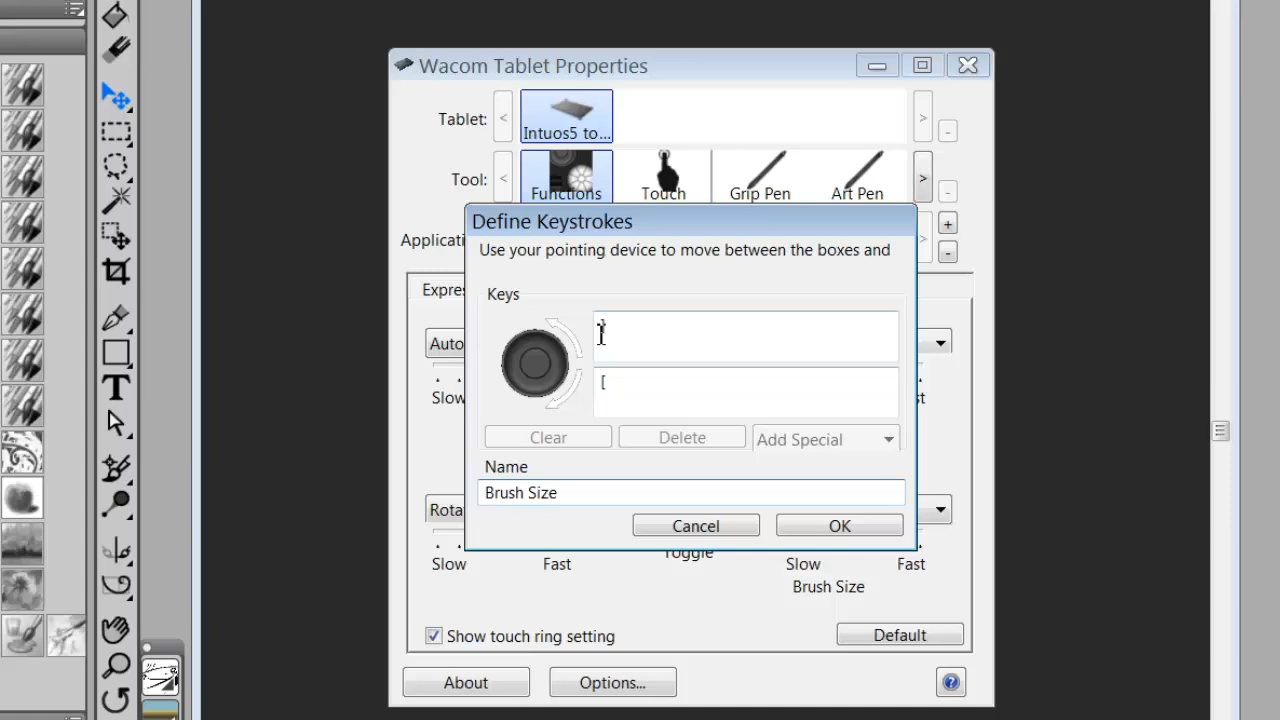 Wacom Tablet Properties
Tablet:
<
Intuos5 to...
>
-
Tool:
<
Functions
Touch
Grip Pen
Art Pen
>
-
Define Keystrokes
Applicati
>
+
-
Use your pointing device to move between the boxes and
Expre
Keys
Auto
[
Slow
st
Clear
Delete
Add Special
Name
Brush Size
Rota
Cancel
OK
Toggle
Slow
Fast
Slow
Fast
Brush Size
Show touch ring setting
Default
About
Options...
?
T